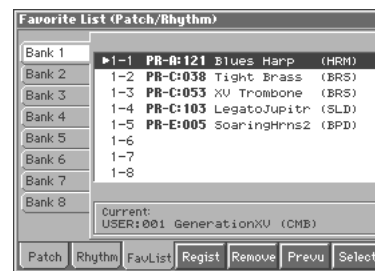 Favorite List (Patch/Rhythm)
Bank 1
Bank 2
Bank 3
Bank 4
Bank 5
Bank 6
Bank 7
Bank 8
▶1-1 PR-A:121 Blues Harp (HRM)
1-2 PR-C:038 Tight Brass (BRS)
1-3 PR-C:053 XV Trombone (BRS)
1-4 PR-C:103 LegatoJupitr (SLD)
1-5 PR-E:005 SoaringHrns2 (BPD)
1-6
1-7
1-8
Current:
USER:001 GenerationXV (CMB)
Patch Rhythm FavList Regist Remove Prevu Select